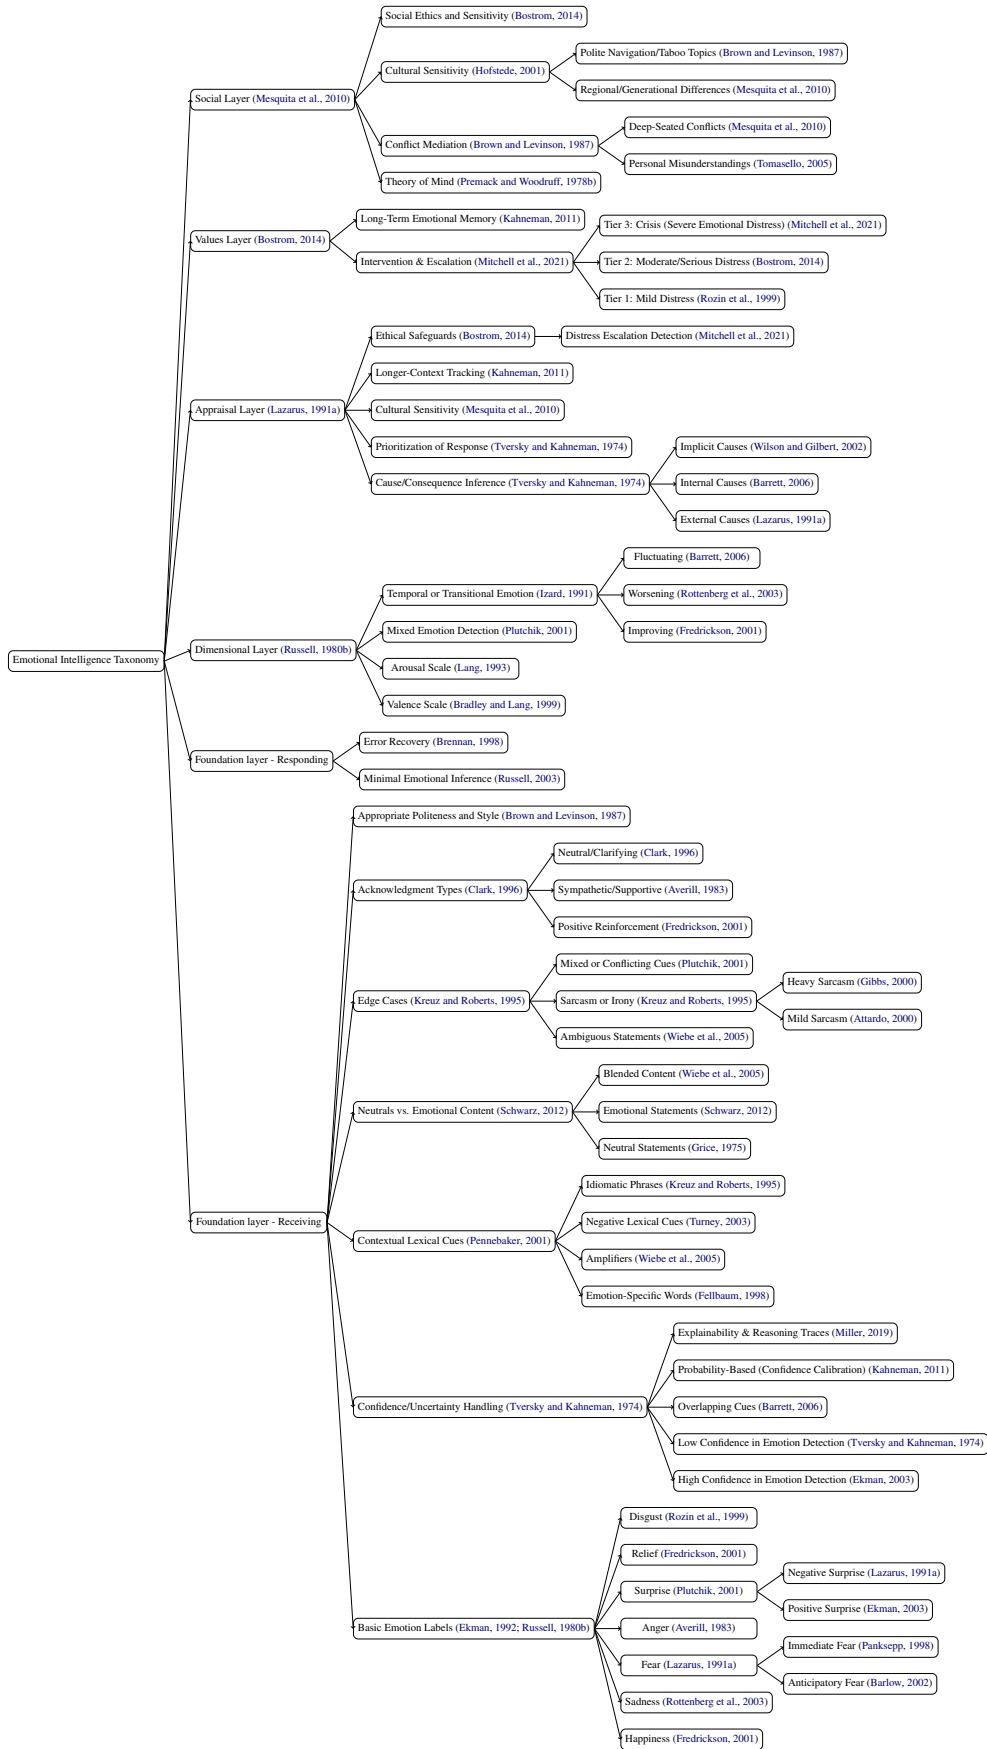 Social Ethics and Sensitivity (Bostrom, 2014)
Polite Navigation/Taboo Topics (Brown and Levinson, 1987)
Cultural Sensitivity (Hofstede, 2001)
Regional/Generational Differences (Mesquita et al., 2010)
Social Layer (Mesquita et al., 2010)
Deep-Seated Conflicts (Mesquita et al., 2010)
Conflict Mediation (Brown and Levinson, 1987)
Personal Misunderstandings (Tomasello, 2005)
Theory of Mind (Premack and Woodruff, 1978b)
Long-Term Emotional Memory (Kahneman, 2011)
Tier 3: Crisis (Severe Emotional Distress) (Mitchell et al., 2021)
Values Layer (Bostrom, 2014)
Intervention & Escalation (Mitchell et al., 2021)
Tier 2: Moderate/Serious Distress (Bostrom, 2014)
Tier 1: Mild Distress (Rozin et al., 1999)
Ethical Safeguards (Bostrom, 2014)
Distress Escalation Detection (Mitchell et al., 2021)
Longer-Context Tracking (Kahneman, 2011)
Appraisal Layer (Lazarus, 1991a)
Cultural Sensitivity (Mesquita et al., 2010)
Prioritization of Response (Tversky and Kahneman, 1974)
Implicit Causes (Wilson and Gilbert, 2002)
Cause/Consequence Inference (Tversky and Kahneman, 1974)
Internal Causes (Barrett, 2006)
External Causes (Lazarus, 1991a)
Fluctuating (Barrett, 2006)
Temporal or Transitional Emotion (Izard, 1991)
Worsening (Rottenberg et al., 2003)
Mixed Emotion Detection (Plutchik, 2001)
Improving (Fredrickson, 2001)
Dimensional Layer (Russell, 1980b)
Emotional Intelligence Taxonomy
Arousal Scale (Lang, 1993)
Valence Scale (Bradley and Lang, 1999)
Error Recovery (Brennan, 1998)
Foundation layer - Responding
Minimal Emotional Inference (Russell, 2003)
Appropriate Politeness and Style (Brown and Levinson, 1987)
Neutral/Clarifying (Clark, 1996)
Acknowledgment Types (Clark, 1996)
Sympathetic/Supportive (Averill, 1983)
Positive Reinforcement (Fredrickson, 2001)
Mixed or Conflicting Cues (Plutchik, 2001)
Heavy Sarcasm (Gibbs, 2000)
Edge Cases (Kreuz and Roberts, 1995)
Sarcasm or Irony (Kreuz and Roberts, 1995)
Mild Sarcasm (Attardo, 2000)
Ambiguous Statements (Wiebe et al., 2005)
Blended Content (Wiebe et al., 2005)
Neutrals vs. Emotional Content (Schwarz, 2012)
Emotional Statements (Schwarz, 2012)
Neutral Statements (Grice, 1975)
Idiomatic Phrases (Kreuz and Roberts, 1995)
Foundation layer - Receiving
Negative Lexical Cues (Turney, 2003)
Contextual Lexical Cues (Pennebaker, 2001)
Amplifiers (Wiebe et al., 2005)
Emotion-Specific Words (Fellbaum, 1998)
Explainability & Reasoning Traces (Miller, 2019)
Probability-Based (Confidence Calibration) (Kahneman, 2011)
Confidence/Uncertainty Handling (Tversky and Kahneman, 1974)
Overlapping Cues (Barrett, 2006)
Low Confidence in Emotion Detection (Tversky and Kahneman, 1974)
High Confidence in Emotion Detection (Ekman, 2003)
Disgust (Rozin et al., 1999)
Relief (Fredrickson, 2001)
Negative Surprise (Lazarus, 1991a)
Surprise (Plutchik, 2001)
Positive Surprise (Ekman, 2003)
Basic Emotion Labels (Ekman, 1992; Russell, 1980b)
Anger (Averill, 1983)
Immediate Fear (Panksepp, 1998)
Fear (Lazarus, 1991a)
Anticipatory Fear (Barlow, 2002)
Sadness (Rottenberg et al., 2003)
Happiness (Fredrickson, 2001)